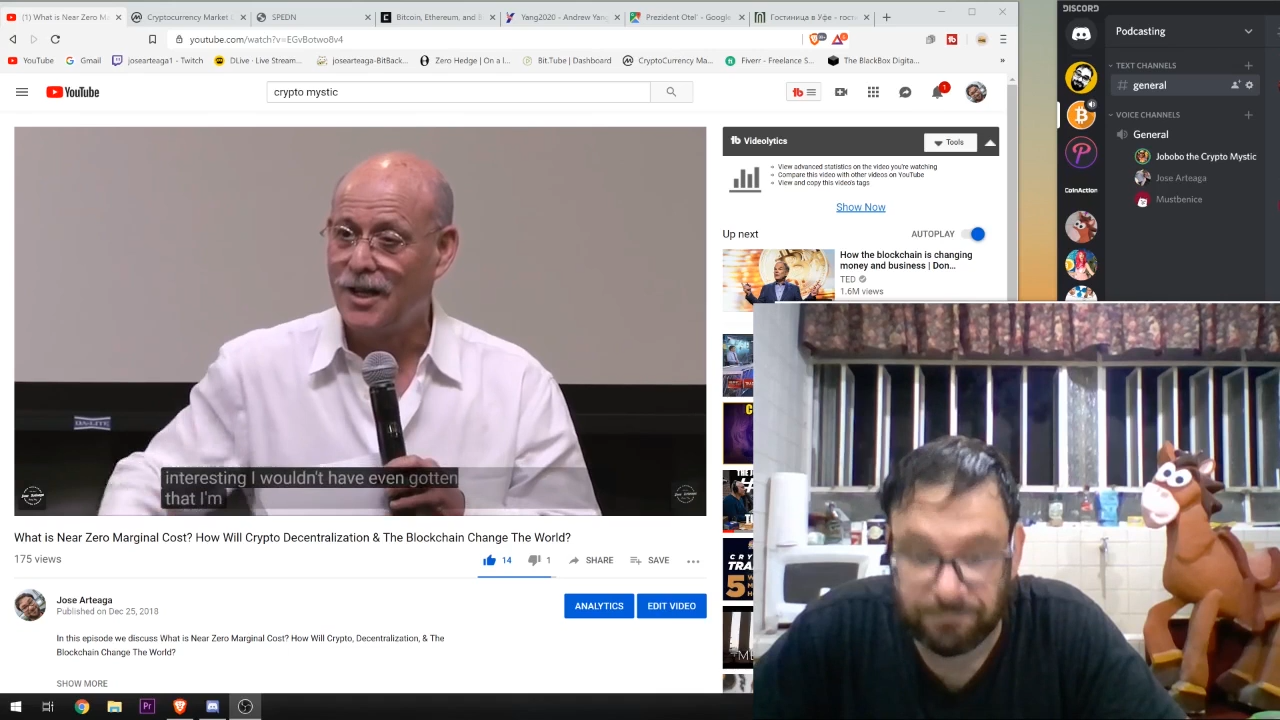 (1) What is Near Zero M
Cryptocurrency Market
SPEDN
Bitcoin, Ethereum, and
Yang2020 - Andrew Yang
Prezident Otel' - Google
Гостиница в Уфе - гост
youtube.com/watch?v=EGvBotwo8v4
YouTube
Gmail
josearteaga1 - Twitch
DLive · Live Stream...
josearteaga-BitBack...
Zero Hedge | On a l...
Bit.Tube | Dashboard
CryptoCurrency Ma...
Fiverr - Freelance S...
The BlackBox Digita...
YouTube
crypto mystic
1
DA-LITE
interesting I wouldn't have even gotten
that I'm
What is Near Zero Marginal Cost? How Will Crypto Decentralization & The Blockchain Change The World?
175 views
14
1
SHARE
SAVE
Jose Arteaga
Published on Dec 25, 2018
ANALYTICS
EDIT VIDEO
In this episode we discuss What is Near Zero Marginal Cost? How Will Crypto, Decentralization, & The
Blockchain Change The World?
SHOW MORE
tb Videolytics
Tools
View advanced statistics on the video you're watching
Compare this video with other videos on YouTube
View and copy this video's tags
Show Now
Up next
AUTOPLAY
How the blockchain is changing
money and business | Don...
TED
1.6M views
DISCORD
Podcasting
TEXT CHANNELS
# general
VOICE CHANNELS
General
Jobobo the Crypto Mystic
Jose Arteaga
Mustbenice
CoinAction